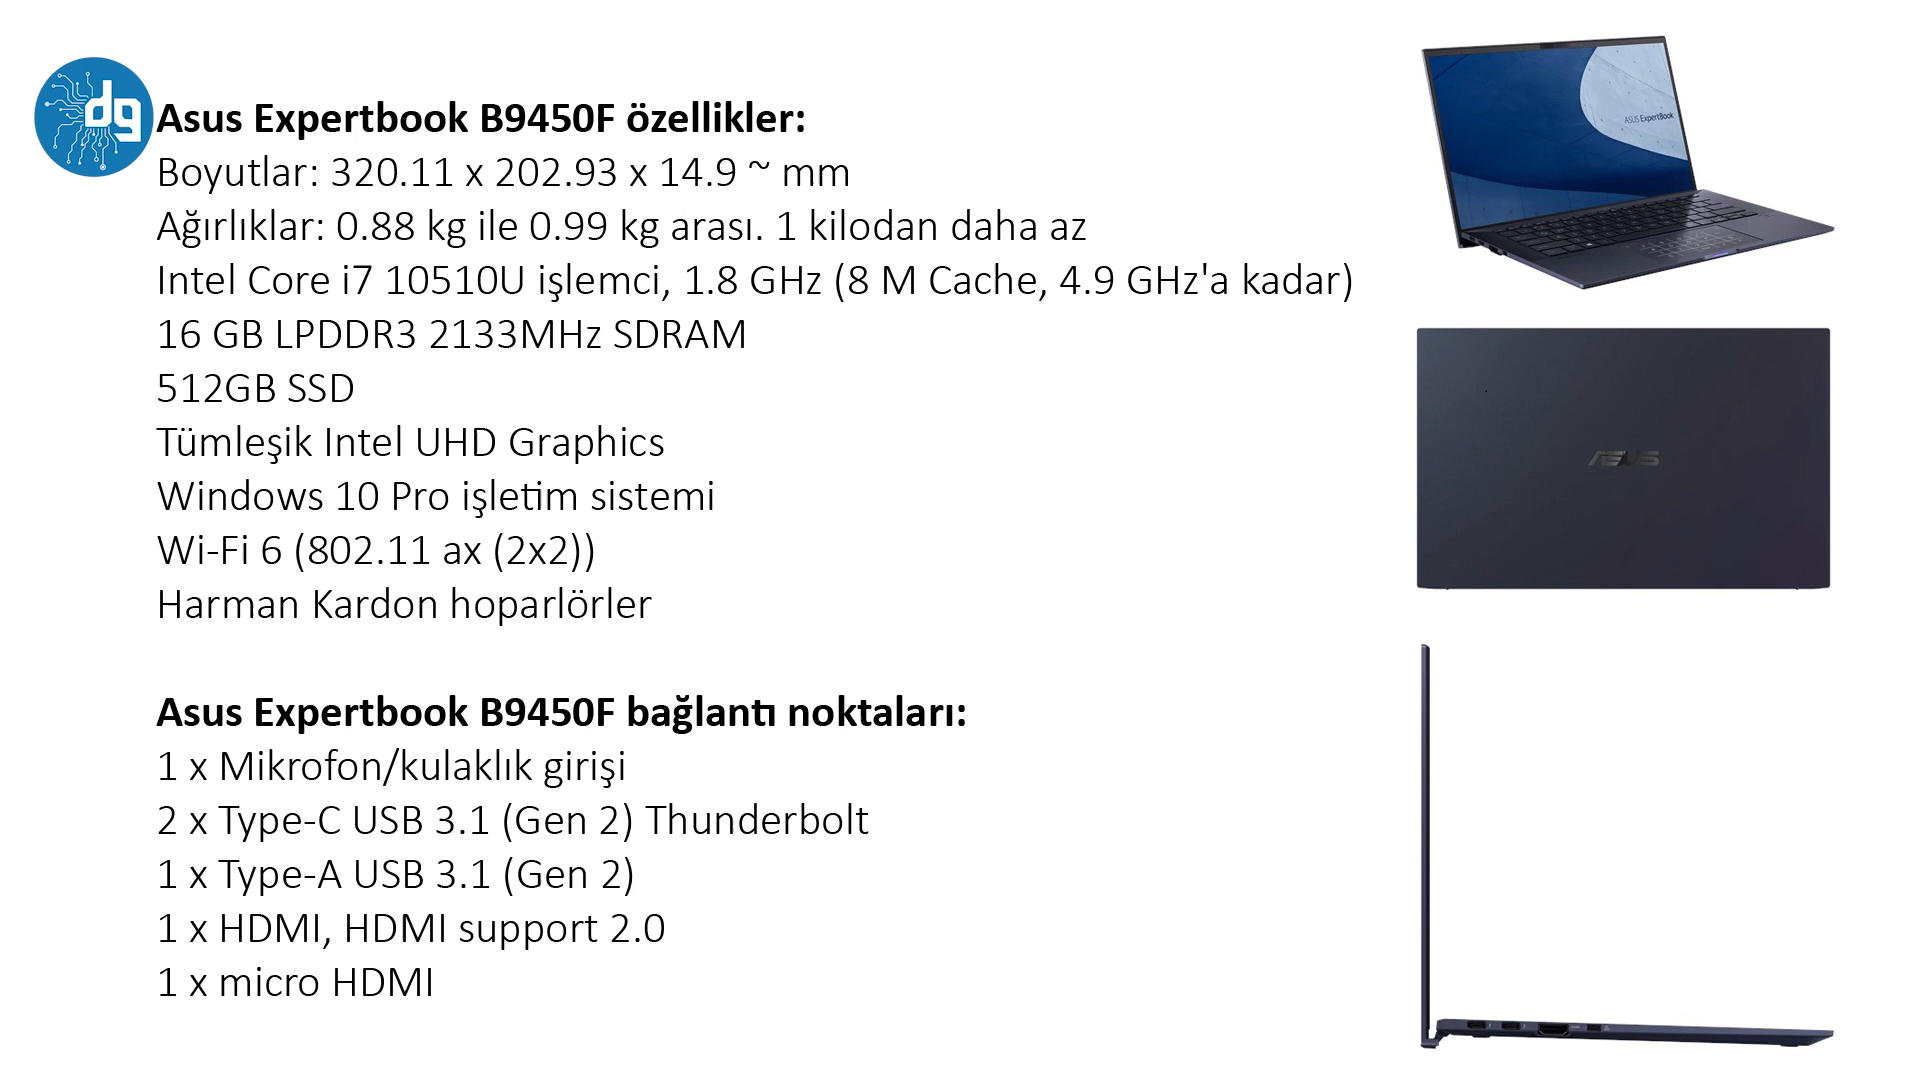 dg
Asus Expertbook B9450F özellikler:
Boyutlar: 320.11 x 202.93 x 14.9 ~ mm
Ağırlıklar: 0.88 kg ile 0.99 kg arası. 1 kilodan daha az
Intel Core i7 10510U işlemci, 1.8 GHz (8 M Cache, 4.9 GHz'a kadar)
16 GB LPDDR3 2133MHz SDRAM
512GB SSD
Tümleşik Intel UHD Graphics
Windows 10 Pro işletim sistemi
Wi-Fi 6 (802.11 ax (2x2))
Harman Kardon hoparlörler
Asus Expertbook B9450F bağlantı noktaları:
1 x Mikrofon/kulaklık girişi
2 x Type-C USB 3.1 (Gen 2) Thunderbolt
1 x Type-A USB 3.1 (Gen 2)
1 x HDMI, HDMI support 2.0
1 x micro HDMI
ASUS ExpertBook
ASUS